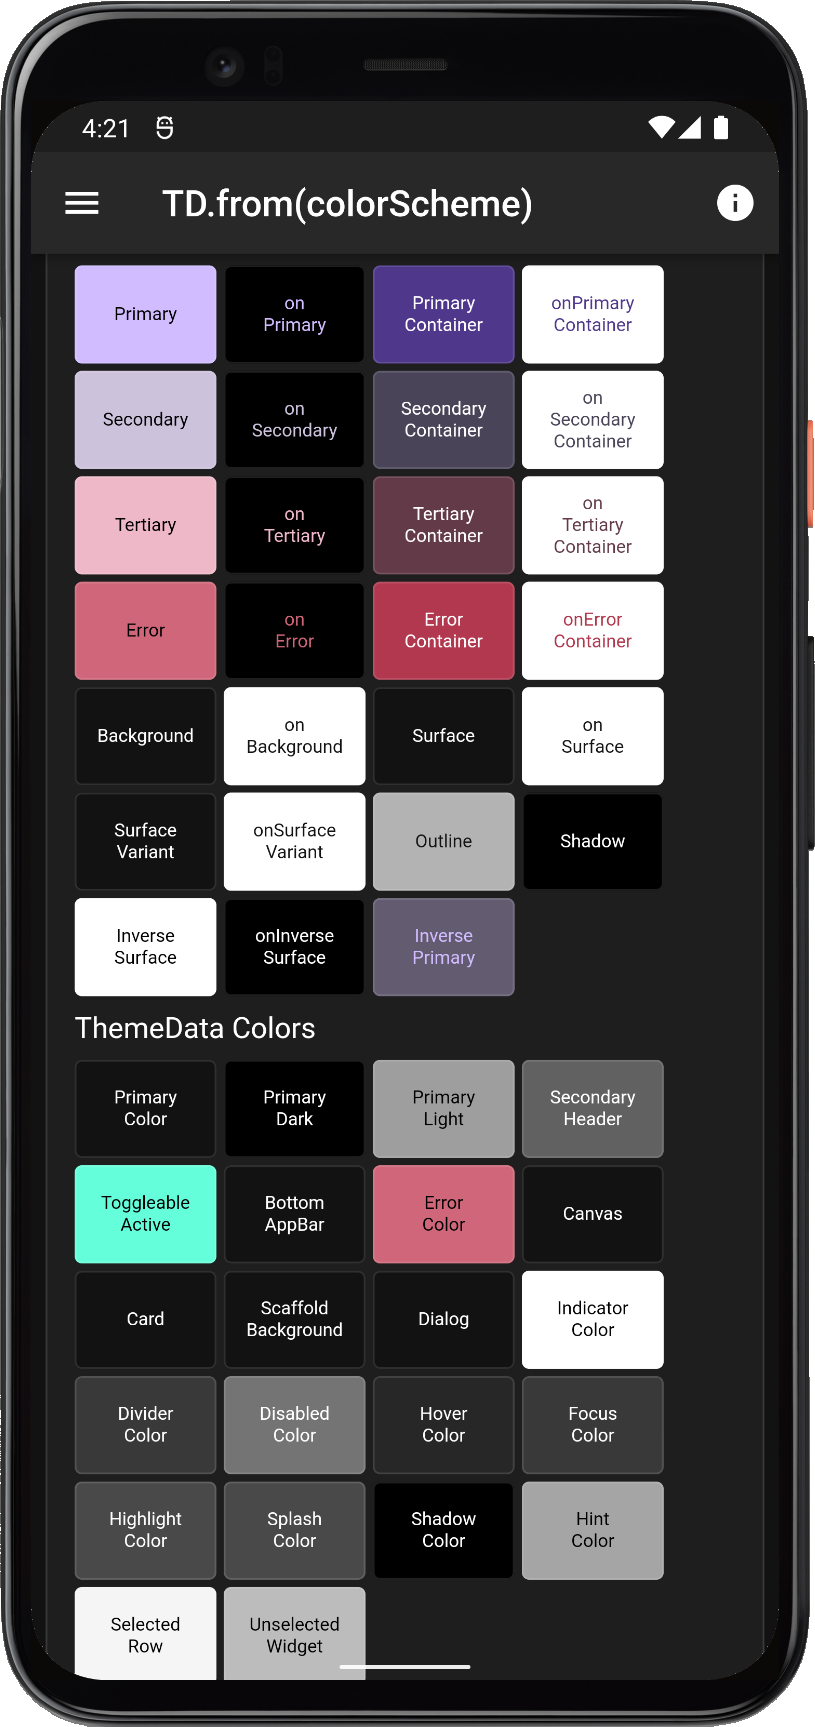 4:21
TD.from(colorScheme)
Primary
on
Primary
Primary
Container
onPrimary
Container
Secondary
on
Secondary
Secondary
Container
on
Secondary
Container
Tertiary
on
Tertiary
Tertiary
Container
on
Tertiary
Container
Error
on
Error
Error
Container
onError
Container
Background
on
Background
Surface
on
Surface
Surface
Variant
onSurface
Variant
Outline
Shadow
Inverse
Surface
onInverse
Surface
Inverse
Primary
ThemeData Colors
Primary
Color
Primary
Dark
Primary
Light
Secondary
Header
Toggleable
Active
Bottom
AppBar
Error
Color
Canvas
Card
Scaffold
Background
Dialog
Indicator
Color
Divider
Color
Disabled
Color
Hover
Color
Focus
Color
Highlight
Color
Splash
Color
Shadow
Color
Hint
Color
Selected
Row
Unselected
Widget